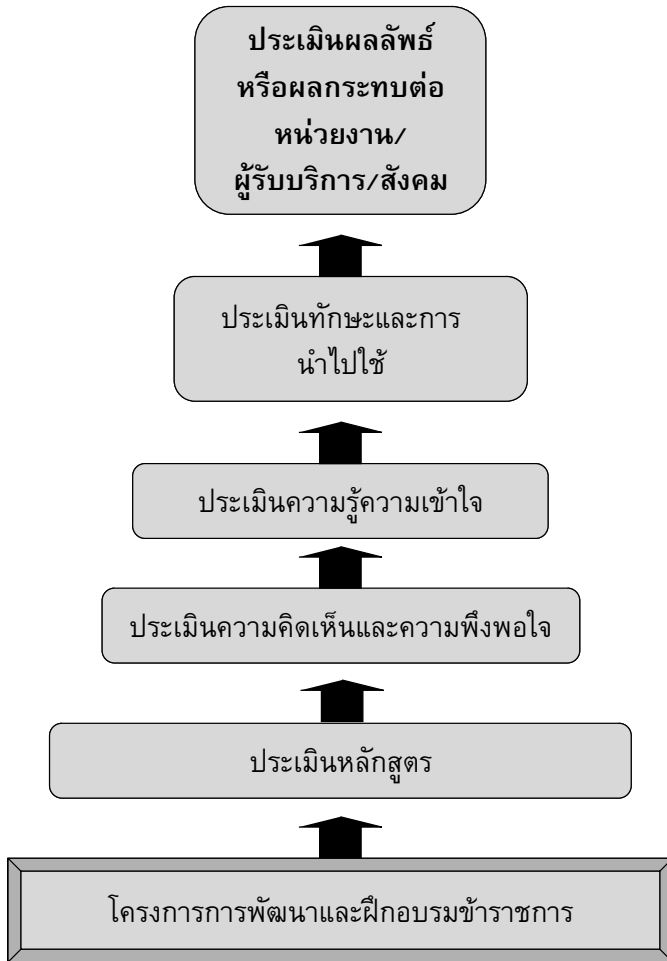 ประเมินผลลัพธ์
หรือผลกระทบต่อ
หน่วยงาน/
ผู้รับบริการ/สังคม
ประเมินทักษะและการ
นำไปใช้
ประเมินความรู้ความเข้าใจ
ประเมินความคิดเห็นและความพึงพอใจ
ประเมินหลักสูตร
โครงการการพัฒนาและฝึกอบรมข้าราชการ